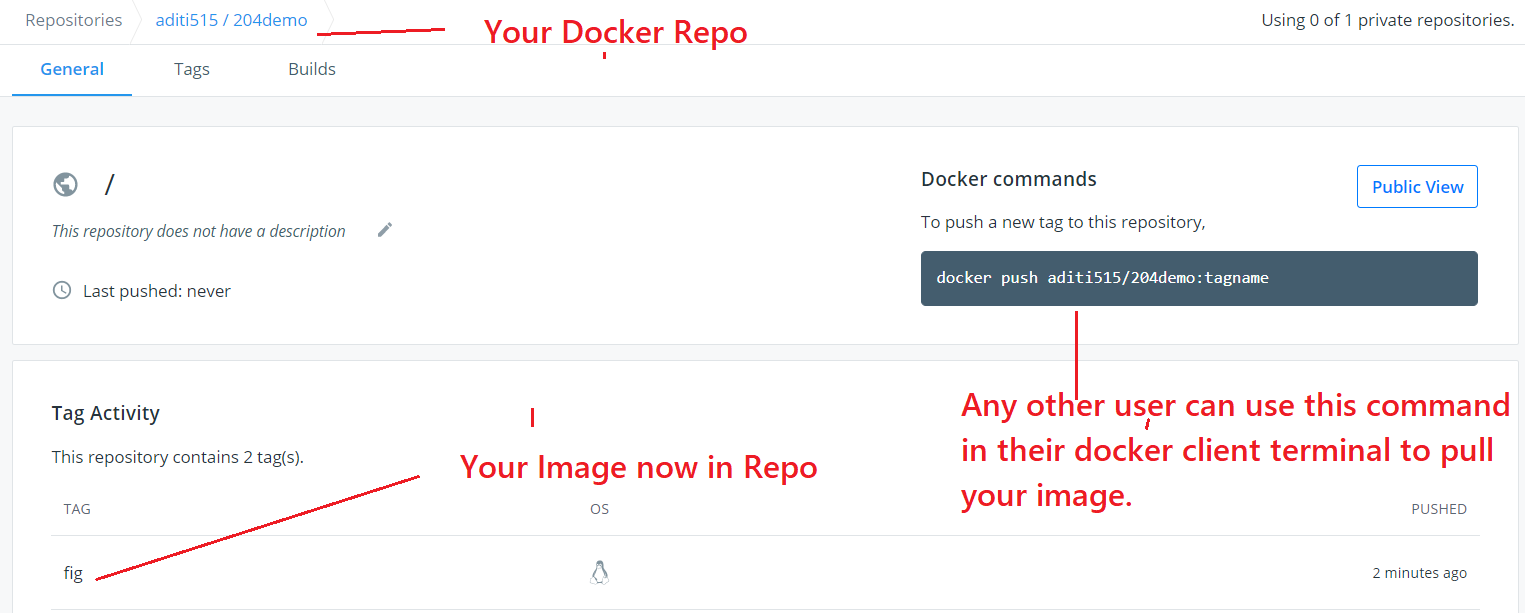 Repositories aditi515 / 204demo Using 0 of 1 private repositories.
Your Docker Repo
General Tags Builds
/
Docker commands
Public View
This repository does not have a description
To push a new tag to this repository,
docker push aditi515/204demo:tagname
Last pushed: never
Any other user can use this command
in their docker client terminal to pull
your image.
Tag Activity
This repository contains 2 tag(s).
Your Image now in Repo
TAG OS PUSHED
fig 2 minutes ago